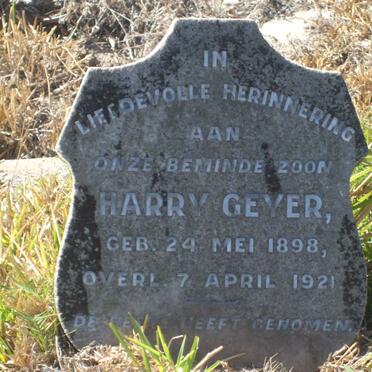 IN
LIEFDEVOLLE HERINNERING
AAN
ONZE BEMINDE ZOON
HARRY GEYER,
GEB. 24 MEI 1898,
OVERL. 7 APRIL 1921
DE HEEFT GENOMEN.